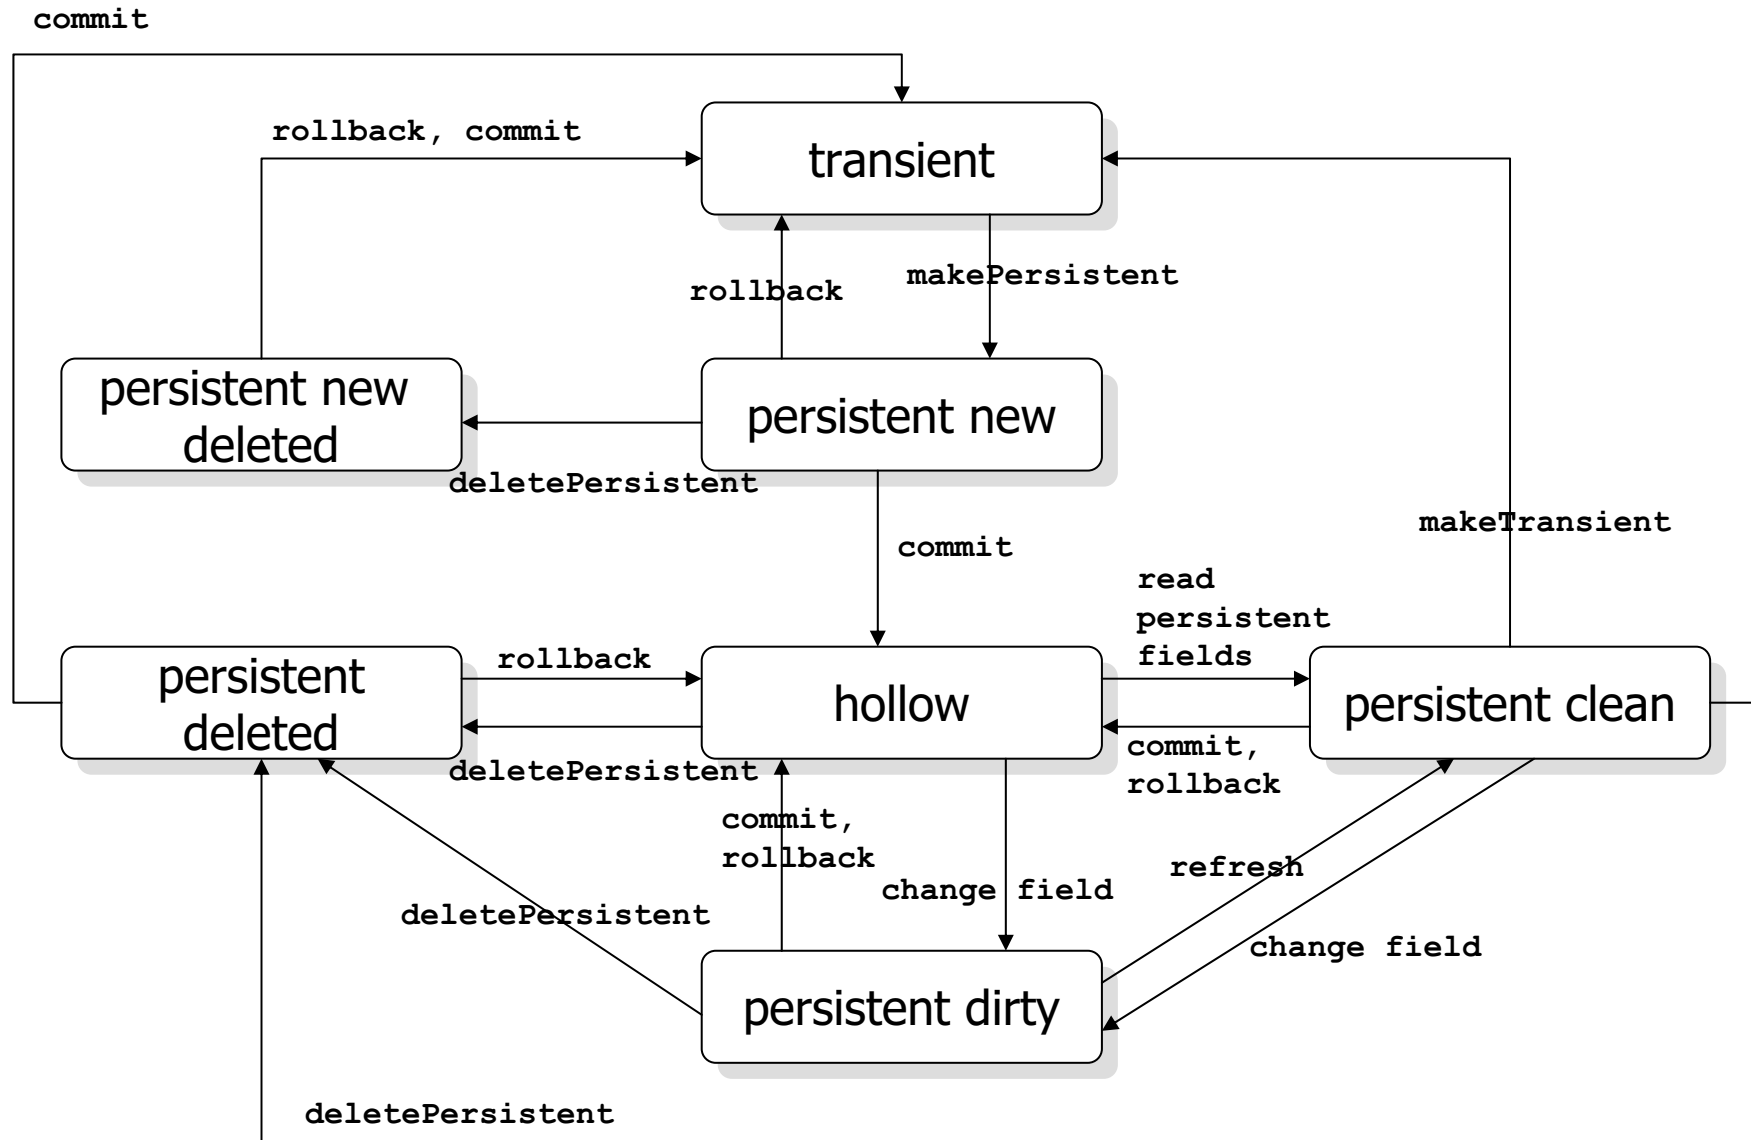 commit
rollback, commit
transient
makePersistent
rollback
persistent new
deleted
persistent new
deletePersistent
makeTransient
commit
read
persistent
fields
rollback
persistent
deleted
hollow
persistent clean
commit,
rollback
deletePersistent
commit,
rollback
refresh
change field
deletePersistent
change field
persistent dirty
deletePersistent